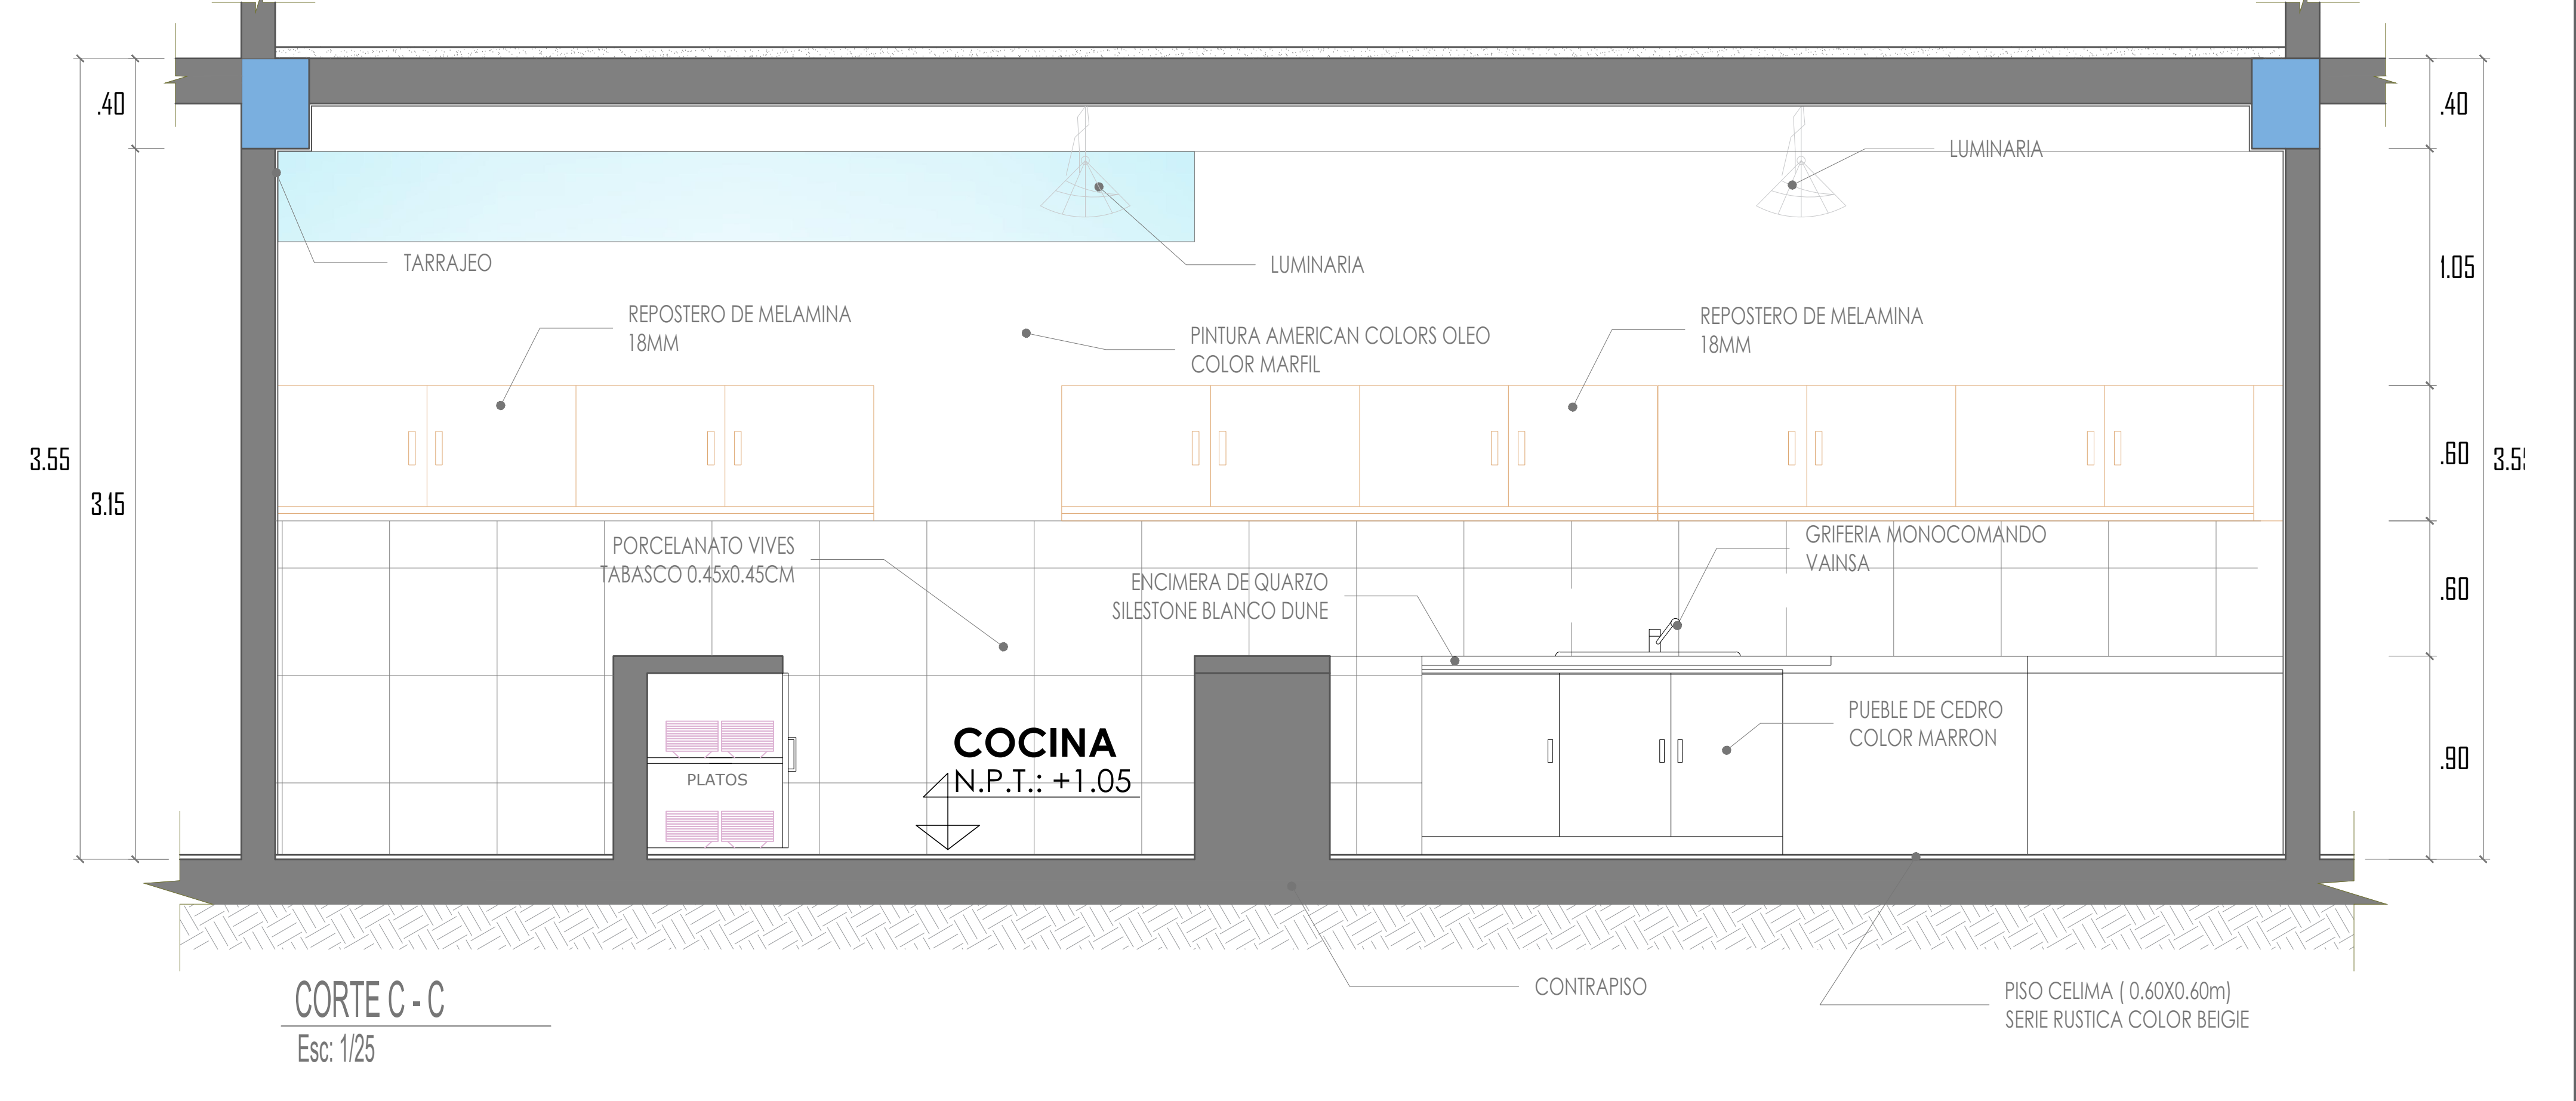 .40
.40
LUMINARIA
TARRAJEO
LUMINARIA
1.05
REPOSTERO DE MELAMINA
18MM
PINTURA AMERICAN COLORS OLEO
COLOR MARFIL
REPOSTERO DE MELAMINA
18MM
3.55
3.15
.60
3.5
PORCELANATO VIVES
TABASCO 0.45x0.45CM
ENCIMERA DE QUARZO
SILESTONE BLANCO DUNE
GRIFERIA MONOCOMANDO
VAINSA
.60
PLATOS
COCINA
N.P.T.: +1.05
PUEBLE DE CEDRO
COLOR MARRON
.90
CONTRAPISO
PISO CELIMA ( 0.60X0.60m)
SERIE RUSTICA COLOR BEIGIE
CORTE C - C
Esc: 1/25